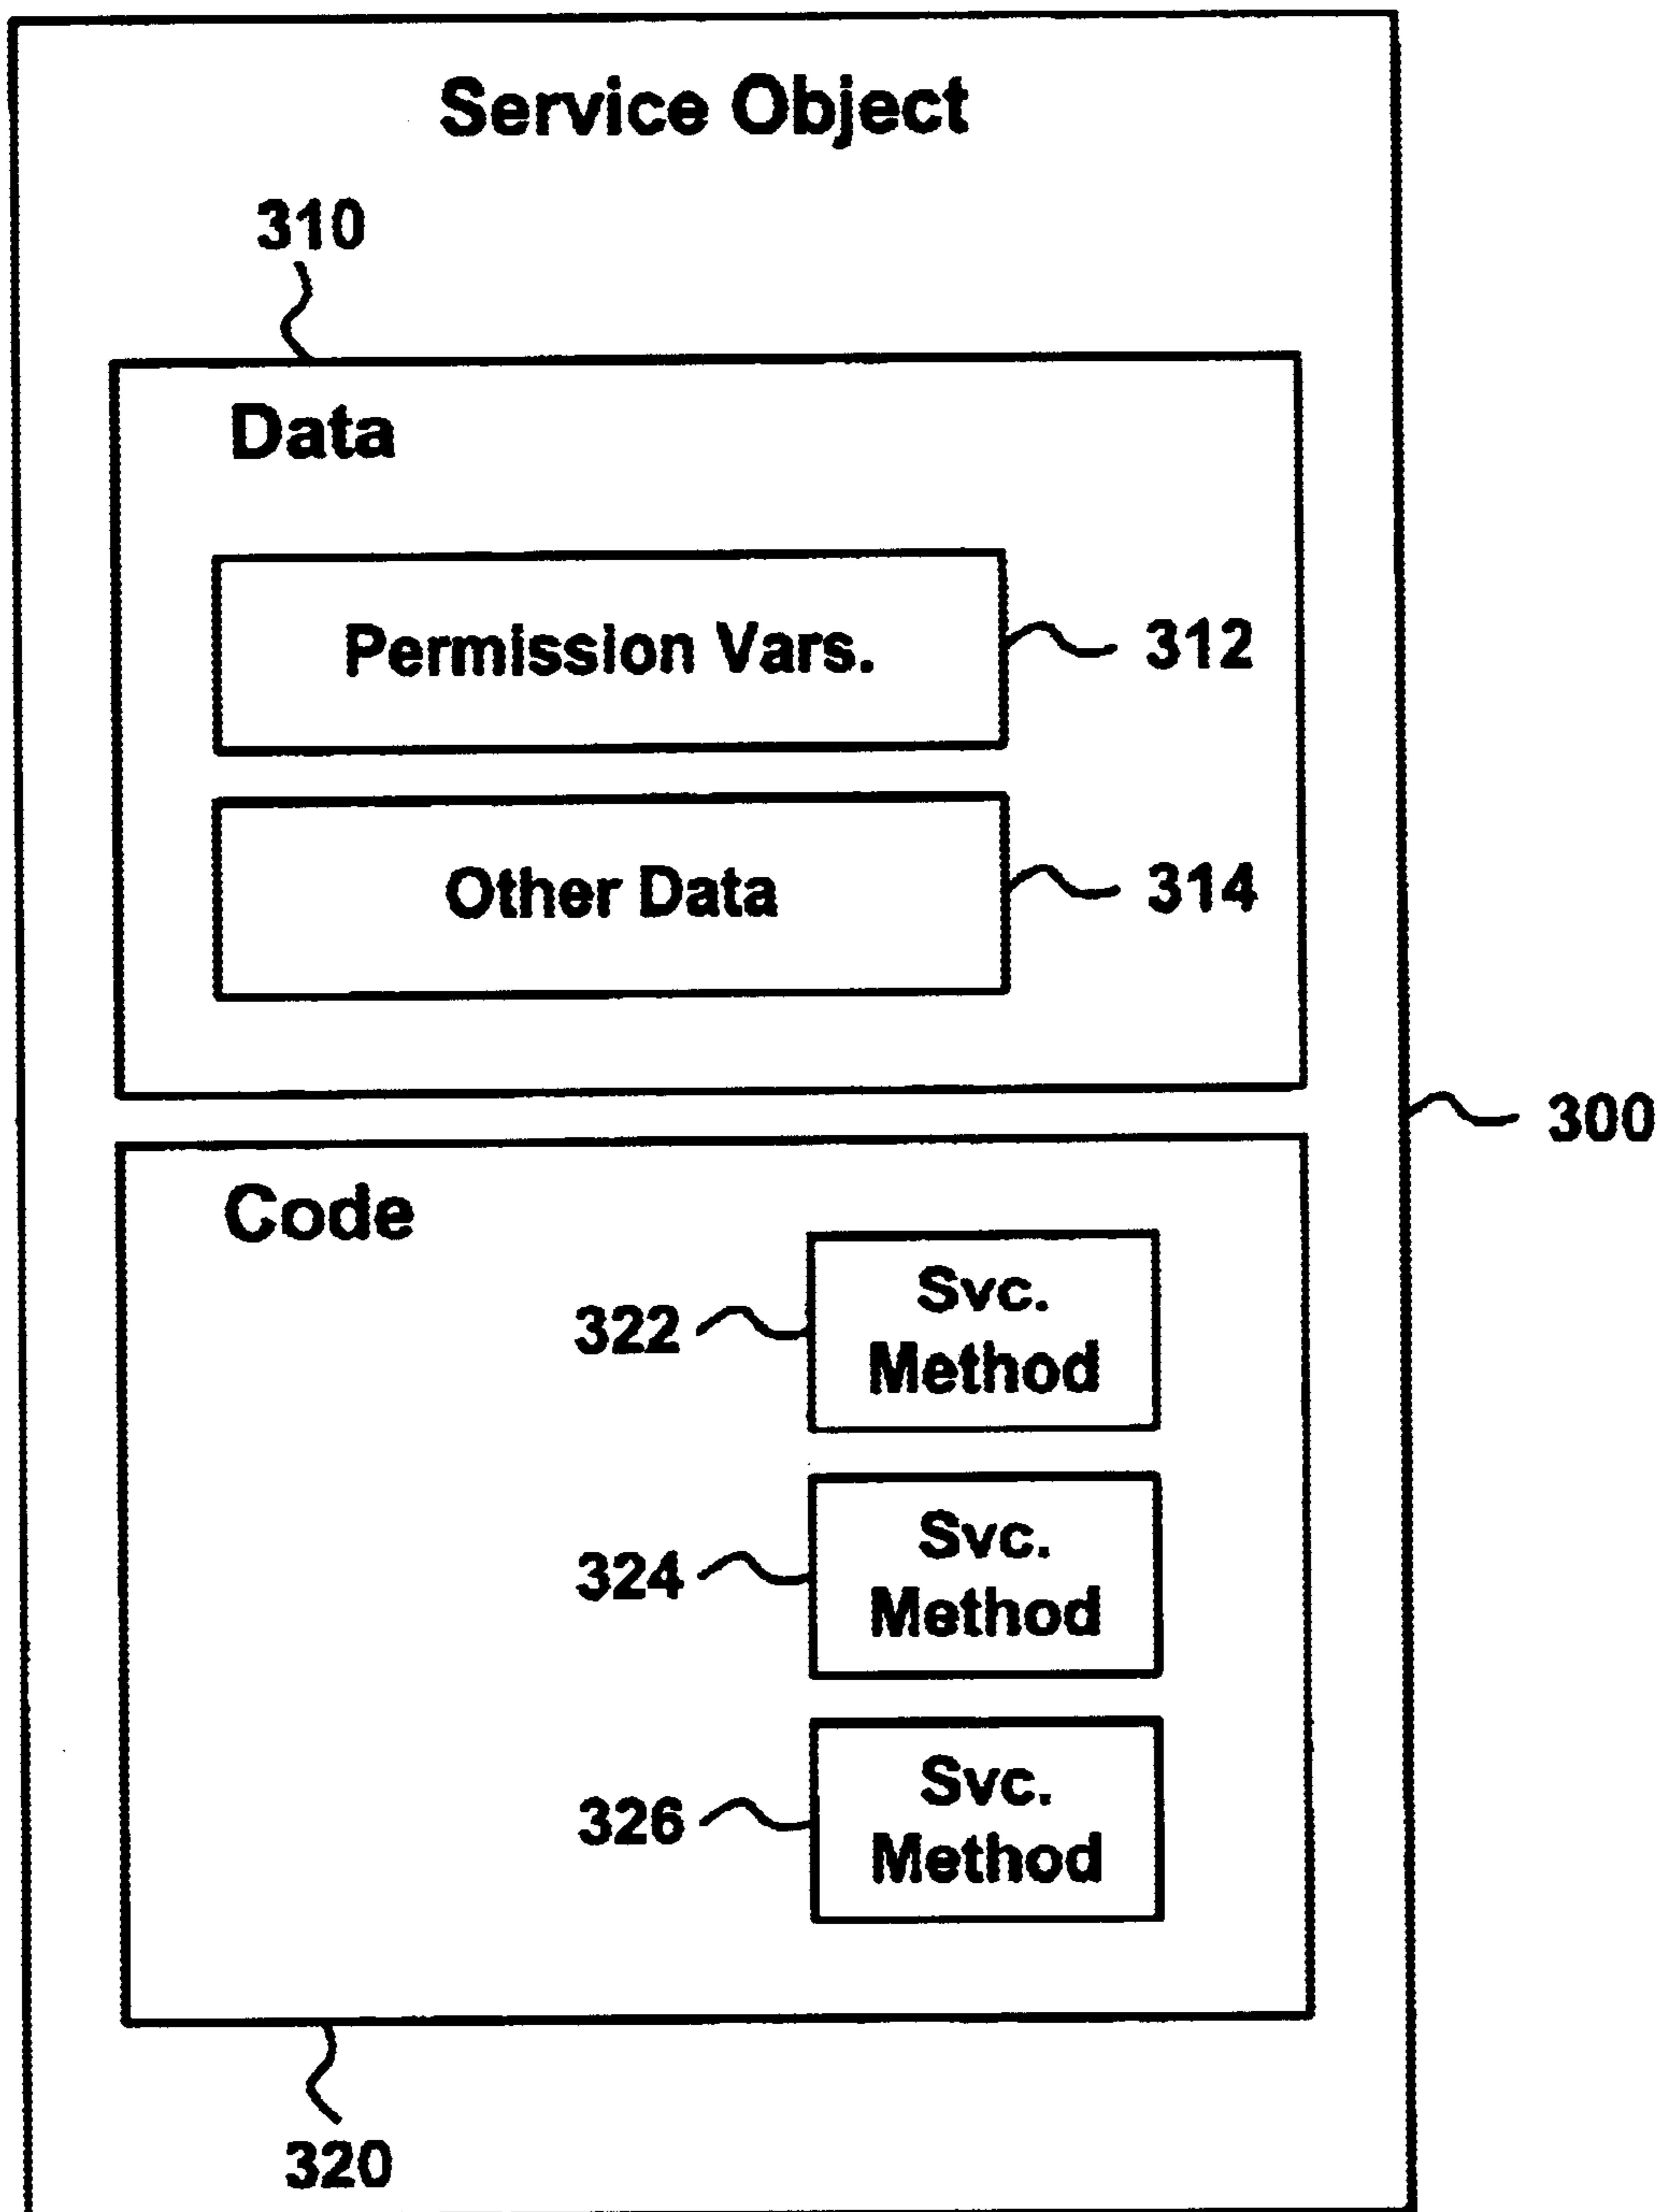 Service Object
310
Data
Permission Vars.
312
Other Data
314
300
Code
322
Svc.
Method
324
Svc.
Method
326
Svc.
Method
320